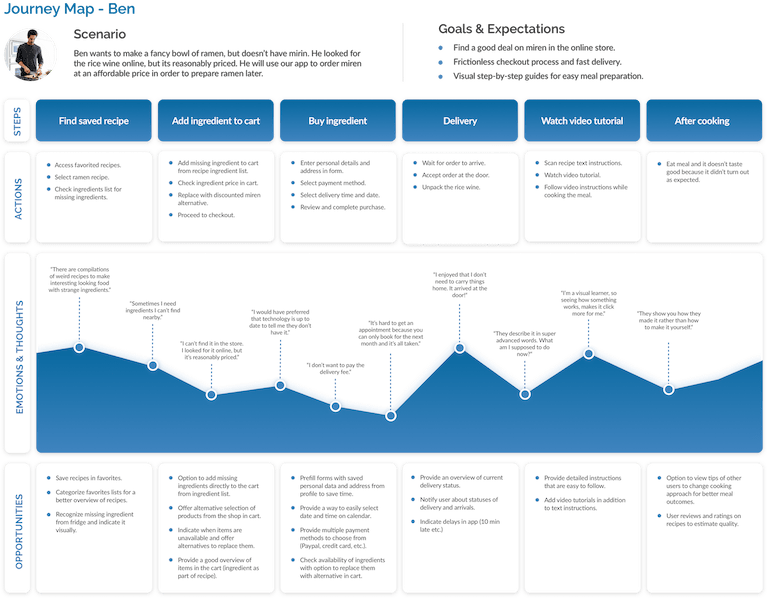 Journey Map - Ben
Scenario
Ben wants to make a fancy bowl of ramen, but doesn't have mirin. He looked for
the rice wine online, but its reasonably priced. He will use our app to order miren
at an affordable price in order to prepare ramen later.
Goals & Expectations
Find a good deal on miren in the online store.
Frictionless checkout process and fast delivery.
Visual step-by-step guides for easy meal preparation.
STEPS
Find saved recipe
Add ingredient to cart
Buy ingredient
Delivery
Watch video tutorial
After cooking
ACTIONS
Access favorited recipes.
Select ramen recipe.
Check ingredients list for
missing ingredients.
Add missing ingredient to cart
from recipe ingredient list.
Check ingredient price in cart.
Replace with discounted miren
alternative.
Proceed to checkout.
Enter personal details and
address in form.
Select payment method.
Select delivery time and date.
Review and complete purchase.
Wait for order to arrive.
Accept order at the door.
Unpack the rice wine.
Scan recipe text instructions.
Watch video tutorial.
Follow video instructions while
cooking the meal.
Eat meal and it doesn't taste
good because it didn't turn out
as expected.
EMOTIONS & THOUGHTS
"There are compilations
of weird recipes to make
interesting looking food
with strange ingredients."
"Sometimes I need
ingredients I can't find
nearby."
"I can't find it in the store.
I looked for it online, but
it's reasonably priced."
"I would have preferred
that technology is up to
date to tell me they don't
have it."
"I don't want to pay the
delivery fee."
"It's hard to get an
appointment because you
can only book for the next
month and it's all taken."
"I enjoyed that I don't
need to carry things
home. It arrived at the
door!"
"They describe it in super
advanced words. What
am I supposed to do
now?"
"I'm a visual learner, so
seeing how something
works, makes it click
more for me."
"They show you how they
made it rather than how
to make it yourself."
OPPORTUNITIES
Save recipes in favorites.
Categorize favorites lists for a
better overview of recipes.
Recognize missing ingredient
from fridge and indicate it
visually.
Option to add missing
ingredients directly to the cart
from ingredient list.
Offer alternative selection of
products from the shop in cart.
Indicate when items are
unavailable and offer
alternatives to replace them.
Provide a good overview of
items in the cart (ingredient as
part of recipe).
Prefill forms with saved
personal data and address from
profile to save time.
Provide a way to easily select
date and time on calendar.
Provide multiple payment
methods to choose from
(Paypal, credit card, etc.).
Check availability of ingredients
with option to replace them
with alternative in cart.
Provide an overview of current
delivery status.
Notify user about statuses of
delivery and arrivals.
Indicate delays in app (10 min
late etc.)
Provide detailed instructions
that are easy to follow.
Add video tutorials in addition
to text instructions.
Option to view tips of other
users to change cooking
approach for better meal
outcomes.
User reviews and ratings on
recipes to estimate quality.